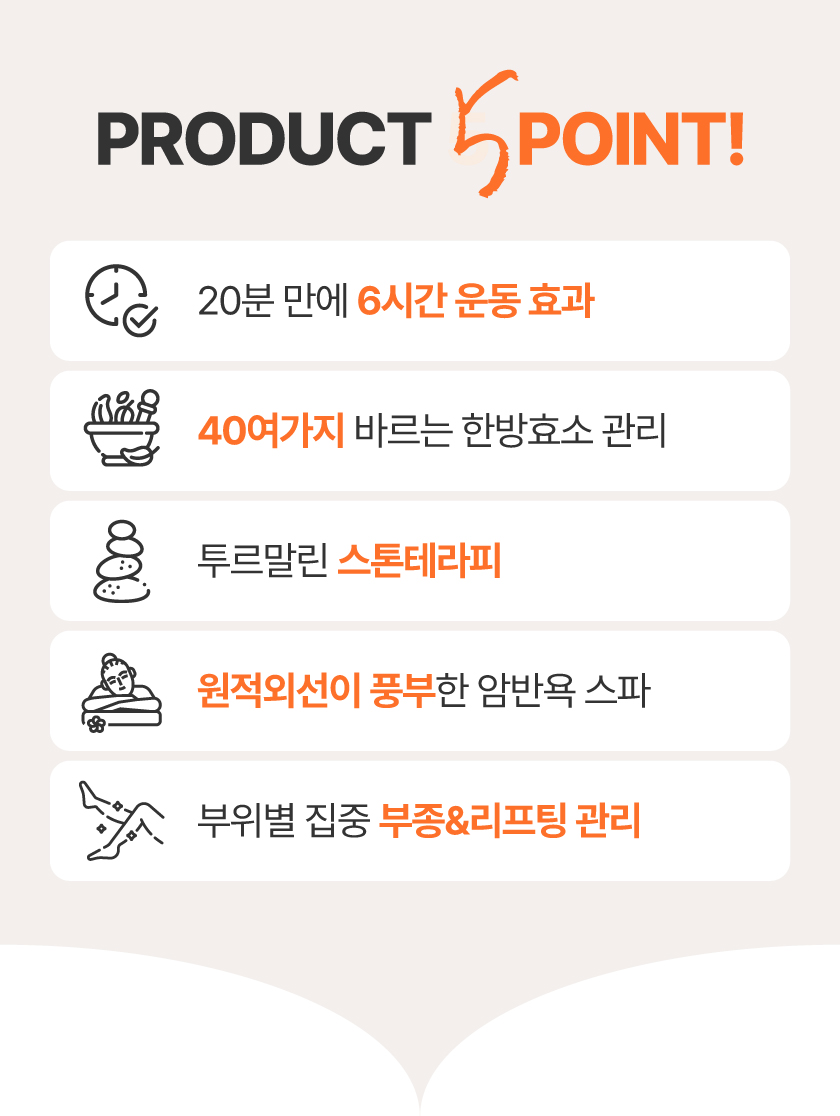 PRODUCT 5 POINT!
20분 만에 6시간 운동 효과
40여가지 바르는 한방효소 관리
투르말린 스톤테라피
원적외선이 풍부한 암반욕 스파
부위별 집중 부종&리프팅 관리